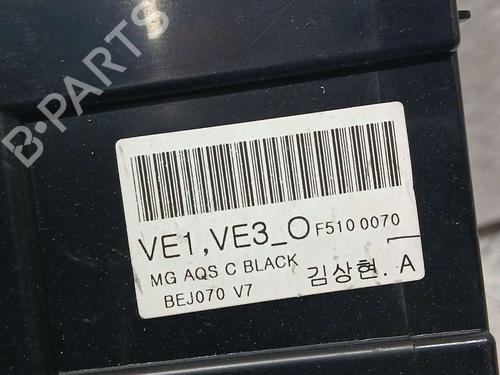 B-PARTS
VE1,VE3_O F510 0070
MG AQS C BLACK
BEJ070 V7
김상현. A